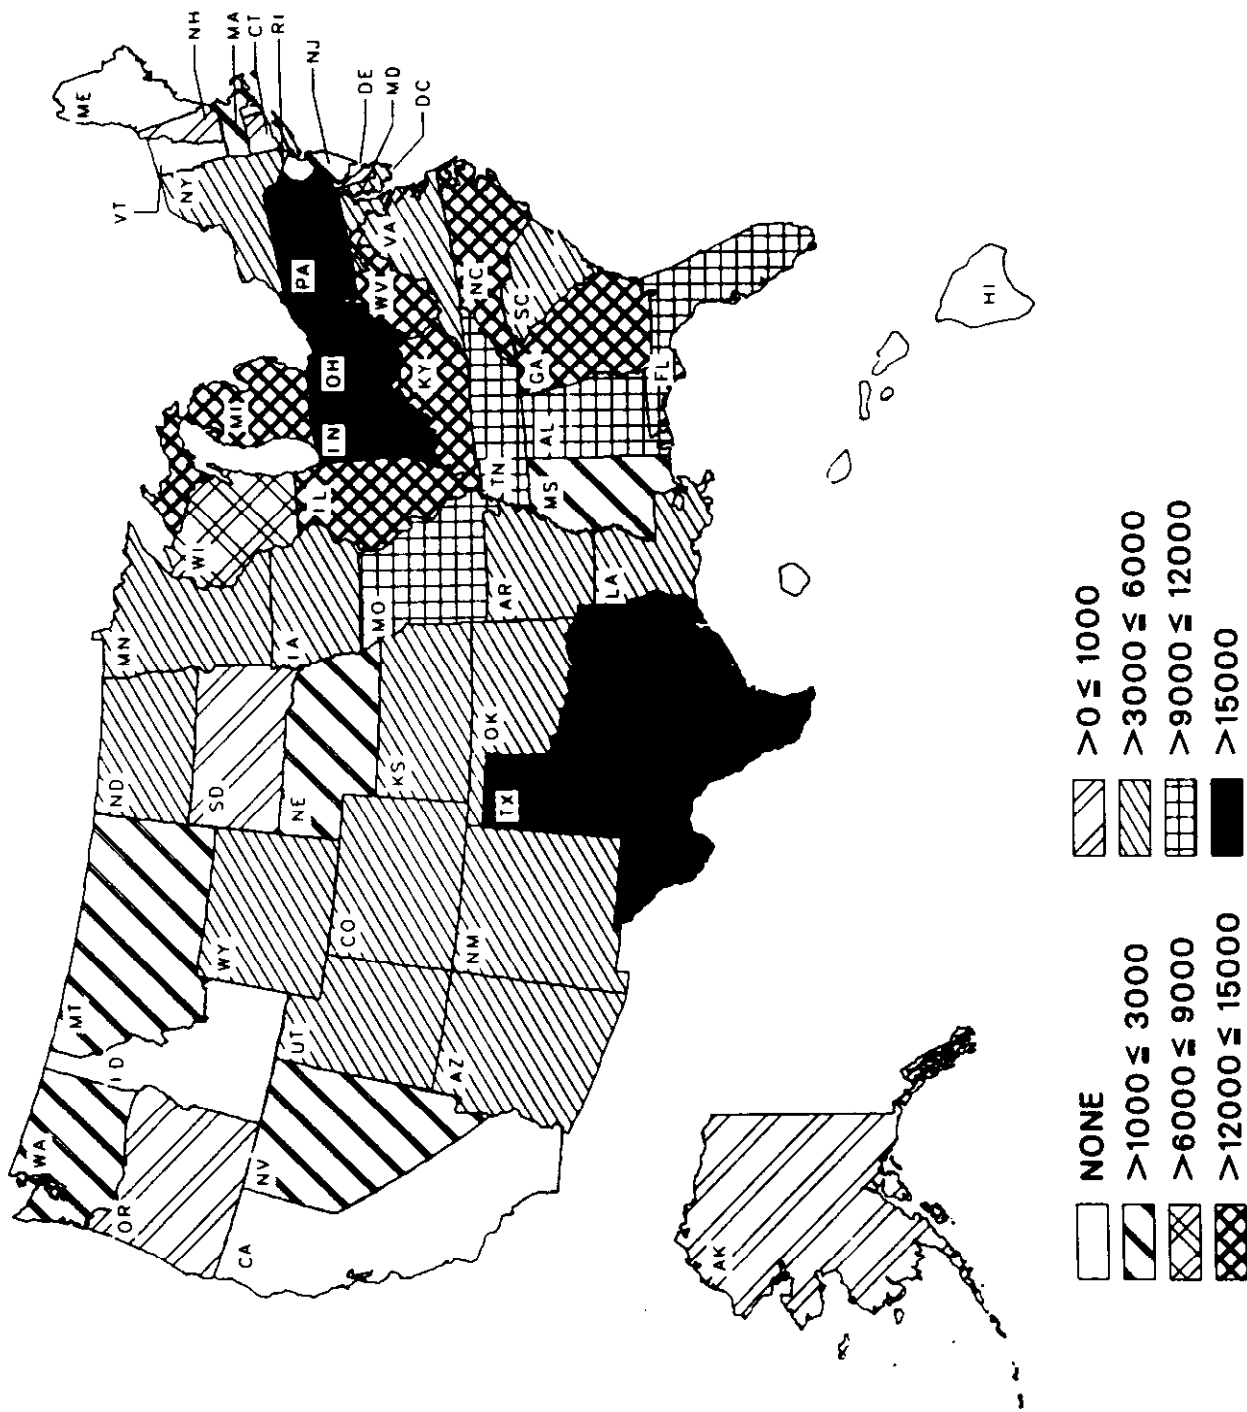 WA
MT
ND
MN
ID
OR
WY
SD
WI
MI
NV
UT
CO
NE
IA
IL
IN
OH
PA
NY
VT
ME
NH
MA
CT
RI
NJ
DE
MD
DC
CA
AZ
NM
KS
MO
KY
WV
VA
OK
AR
TN
NC
SC
TX
LA
MS
AL
GA
FL
AK
HI
NONE
>0 ≤ 1000
>1000 ≤ 3000
>3000 ≤ 6000
>6000 ≤ 9000
>9000 ≤ 12000
>12000 ≤ 15000
>15000